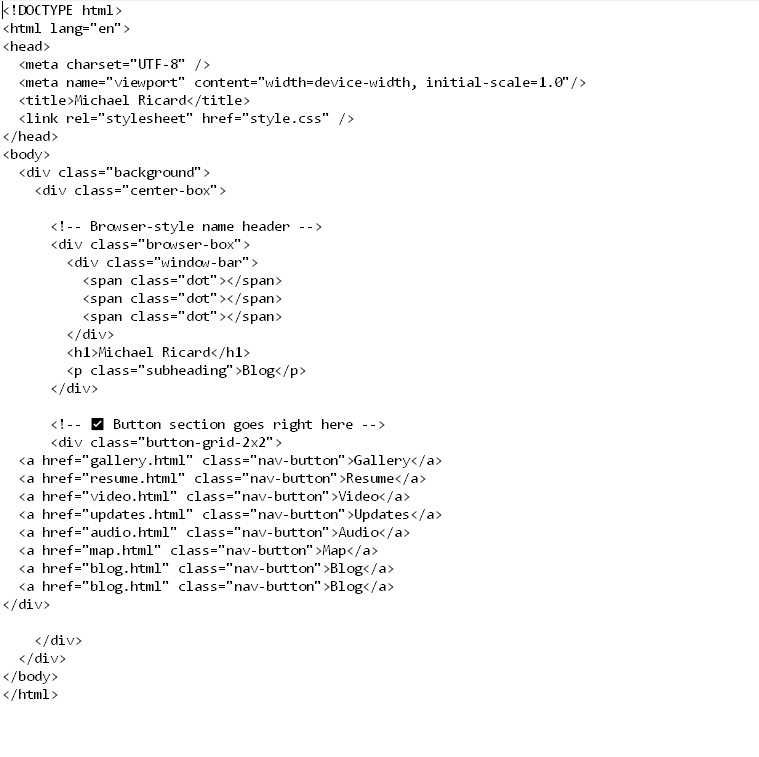 <!DOCTYPE html>
<html lang="en">
<head>
  <meta charset="UTF-8" />
  <meta name="viewport" content="width=device-width, initial-scale=1.0"/>
  <title>Michael Ricard</title>
  <link rel="stylesheet" href="style.css" />
</head>
<body>
  <div class="background">
    <div class="center-box">

      <!-- Browser-style name header -->
      <div class="browser-box">
        <div class="window-bar">
          <span class="dot"></span>
          <span class="dot"></span>
          <span class="dot"></span>
        </div>
        <h1>Michael Ricard</h1>
        <p class="subheading">Blog</p>
      </div>

      <!-- ✅ Button section goes right here -->
      <div class="button-grid-2x2">
  <a href="gallery.html" class="nav-button">Gallery</a>
  <a href="resume.html" class="nav-button">Resume</a>
  <a href="video.html" class="nav-button">Video</a>
  <a href="updates.html" class="nav-button">Updates</a>
  <a href="audio.html" class="nav-button">Audio</a>
  <a href="map.html" class="nav-button">Map</a>
  <a href="blog.html" class="nav-button">Blog</a>
  <a href="blog.html" class="nav-button">Blog</a>
</div>

    </div>
  </div>
</body>
</html>